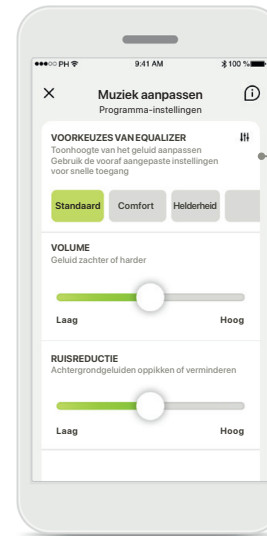 PH 9:41 AM 100 %
Muziek aanpassen
Programma-instellingen
VOORKEUZES VAN EQUALIZER
Toonhoogte van het geluid aanpassen
Gebruik de vooraf aangepaste instellingen
voor snelle toegang
Standaard Comfort Helderheid
VOLUME
Geluid zachter of harder
Laag Hoog
RUISREDUCTIE
Achtergrondgeluiden oppikken of verminderen
Laag Hoog